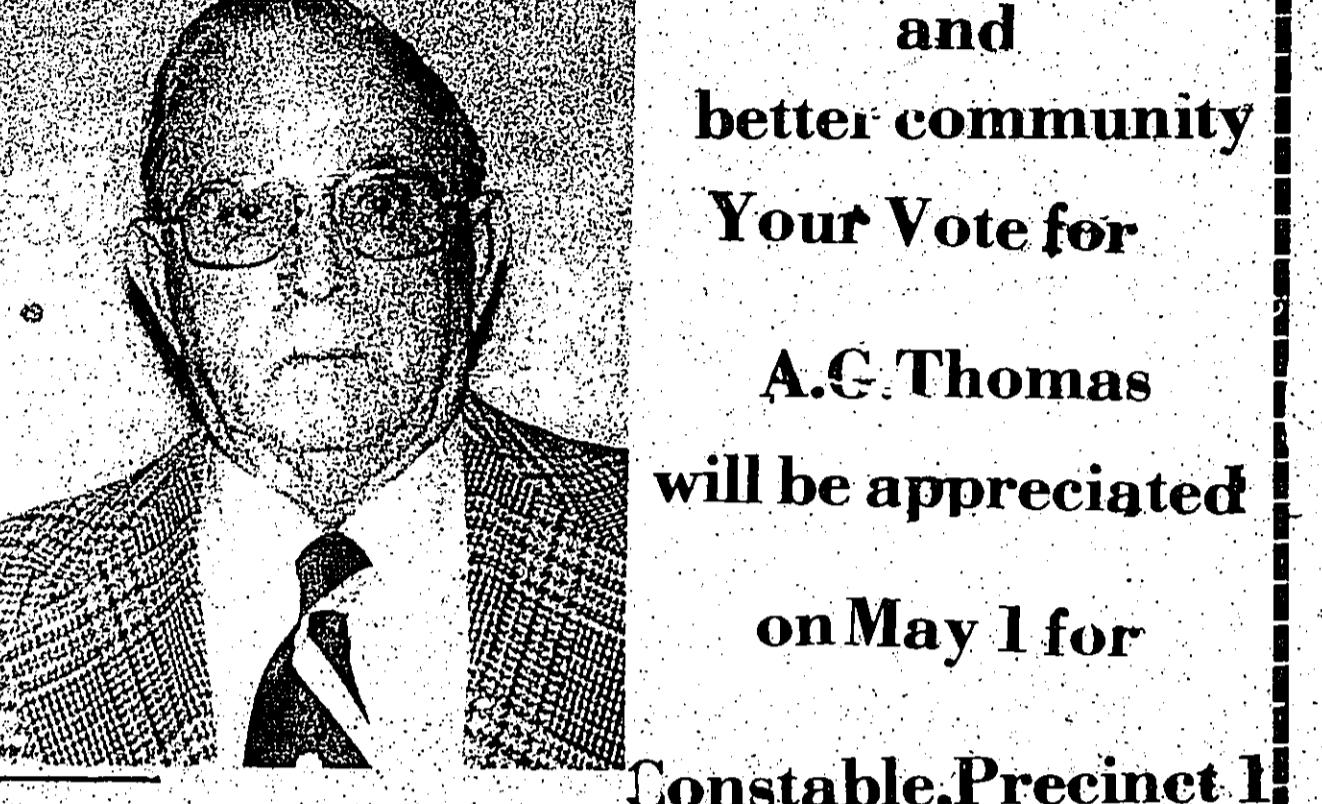 and
better community
Your Vote for
A.C. Thomas
will be appreciated
on May 1 for
Constable, Precinct 1